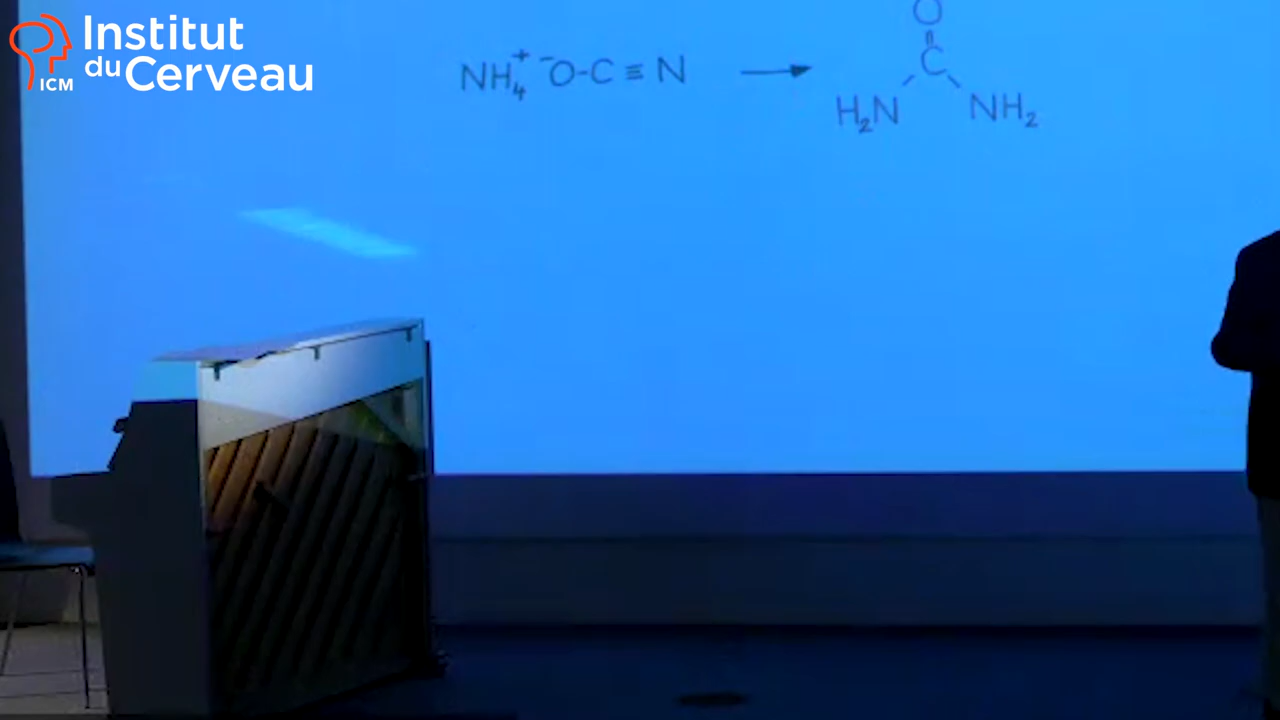 Institut
du Cerveau
ICM
NH₄⁺ ⁻O-C≡N → O
=
C
H₂N NH₂